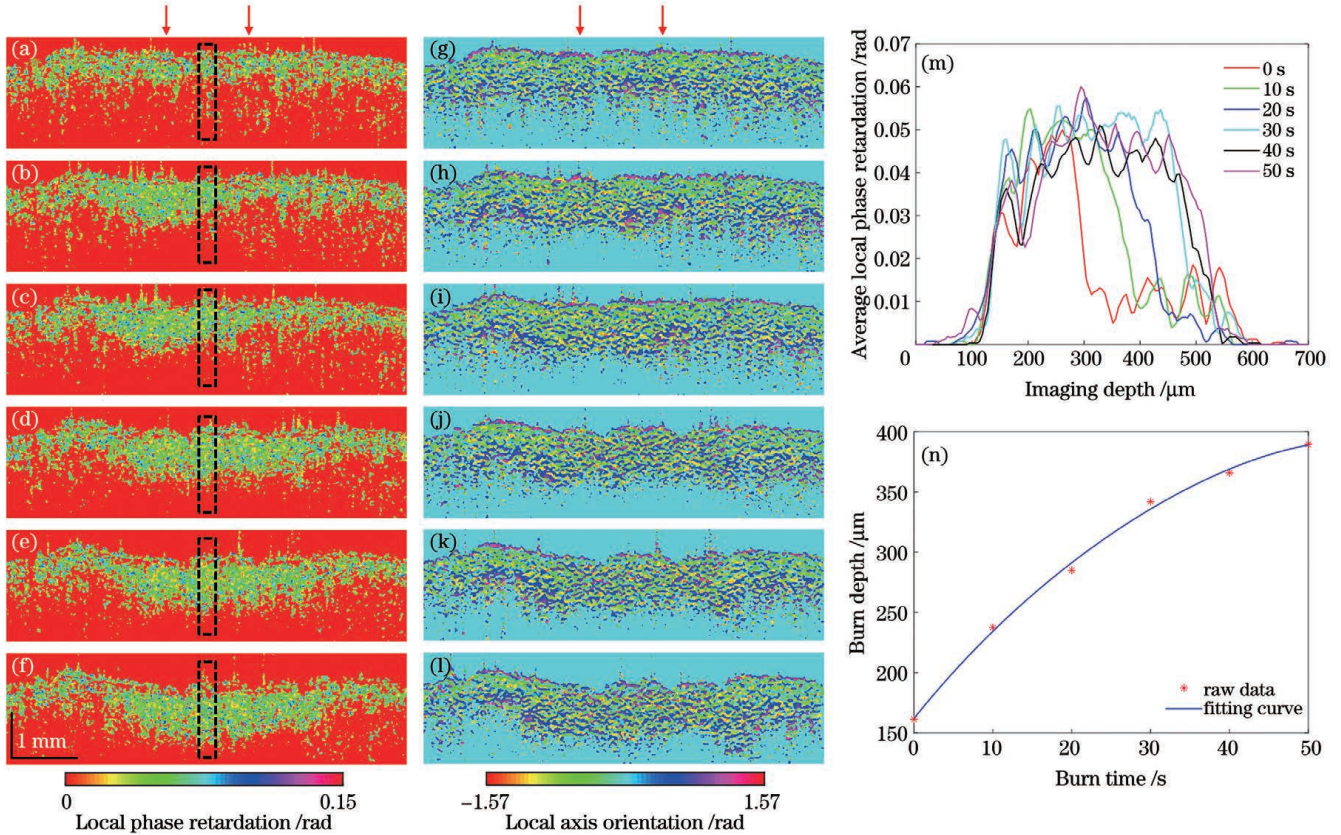 (a)
(b)
(c)
(d)
(e)
(f)
1 mm
0
0.15
Local phase retardation /rad
(g)
(h)
(i)
(j)
(k)
(l)
−1.57
1.57
Local axis orientation /rad
(m)
Average local phase retardation /rad
0.07
0.06
0.05
0.04
0.03
0.02
0.01
0 s
10 s
20 s
30 s
40 s
50 s
0
100
200
300
400
500
600
700
Imaging depth /μm
(n)
Burn depth /μm
400
350
300
250
200
150
raw data
fitting curve
0
10
20
30
40
50
Burn time /s